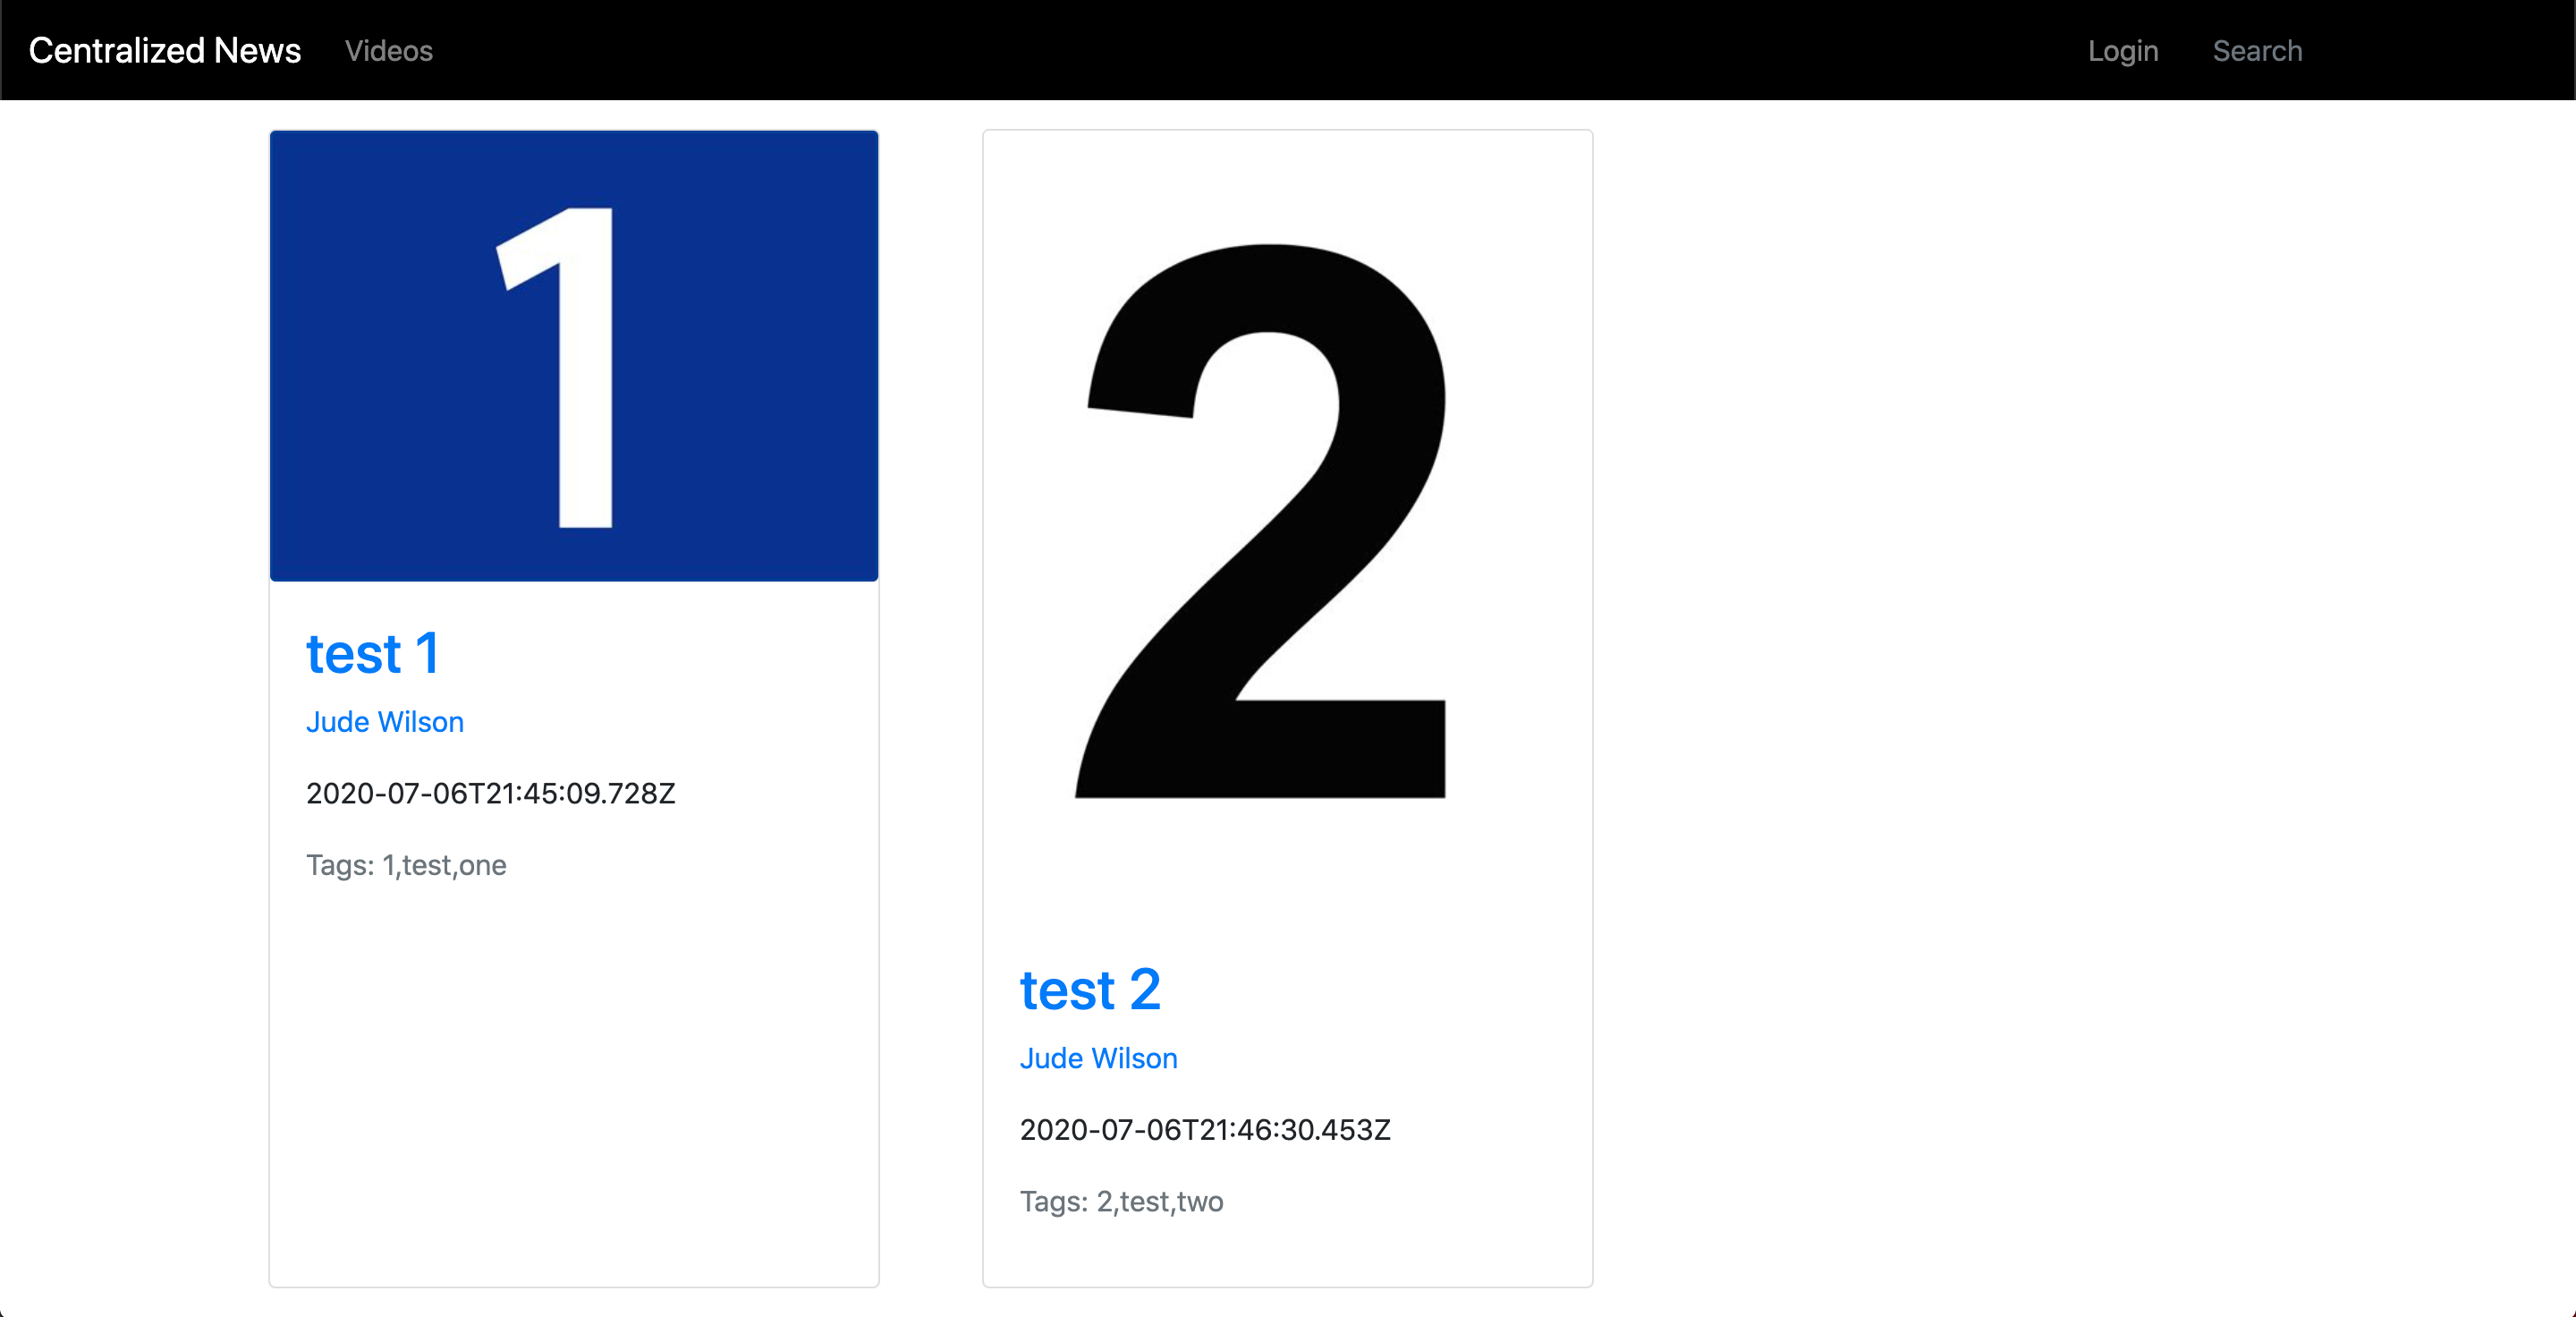 Centralized News Videos Login Search
1
test 1
Jude Wilson
2020-07-06T21:45:09.728Z
Tags: 1,test,one
2
test 2
Jude Wilson
2020-07-06T21:46:30.453Z
Tags: 2,test,two